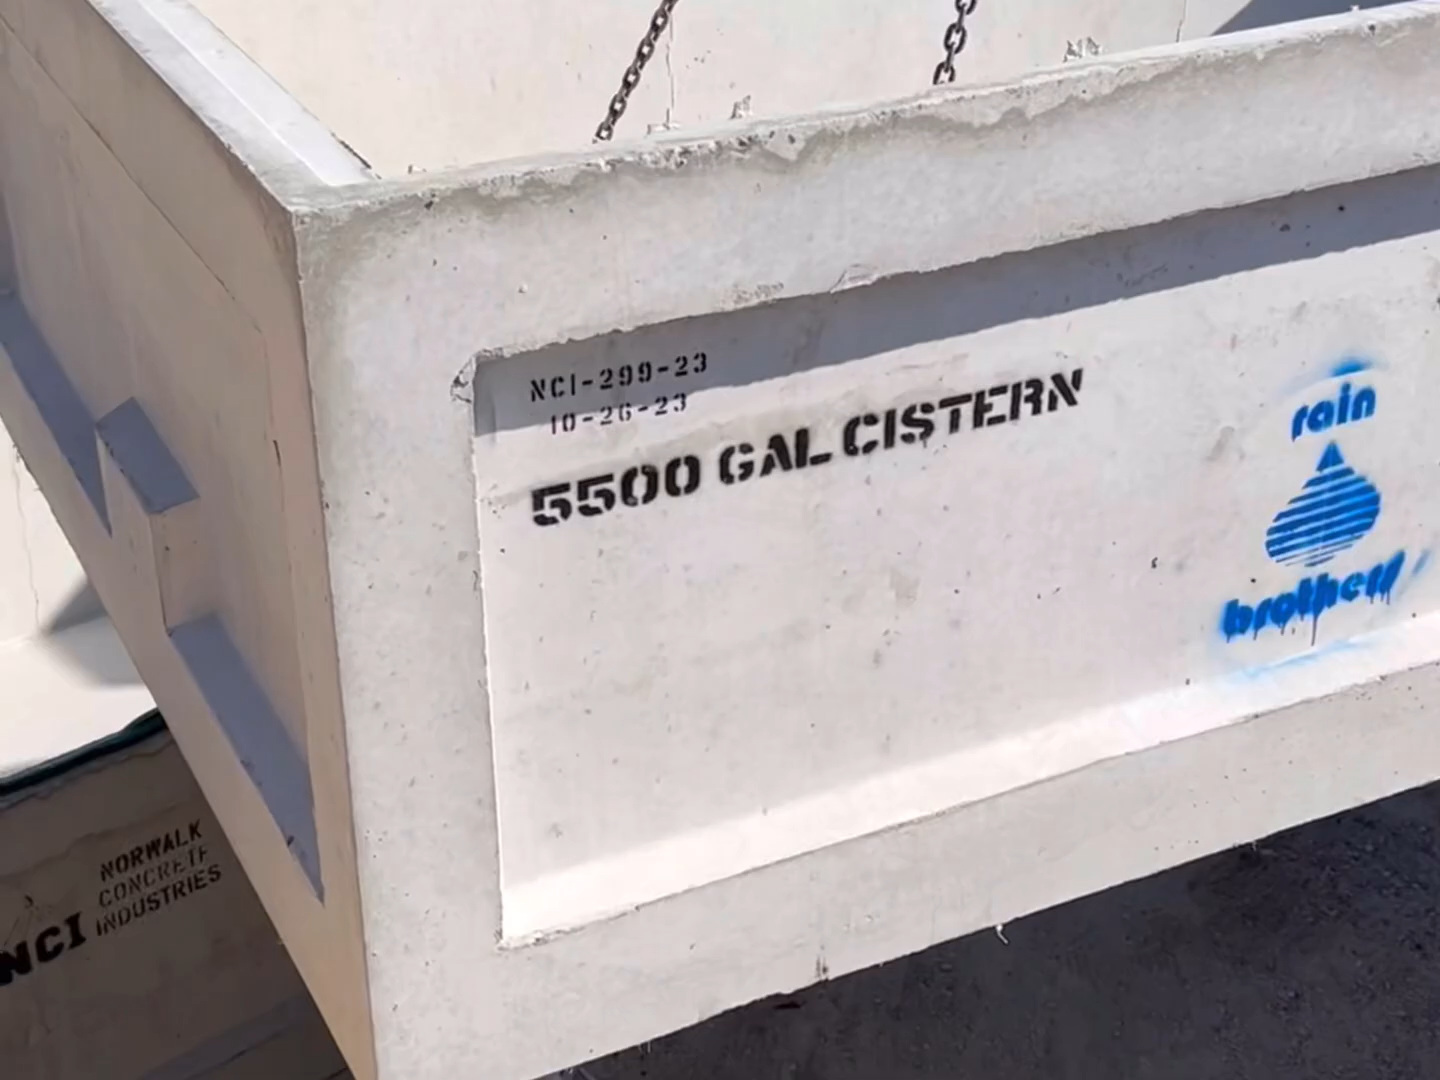 NCI-299-23
10-26-23
5500 GAL CISTERN
rain
brothers
NCI
NORWALK
CONCRETE
INDUSTRIES